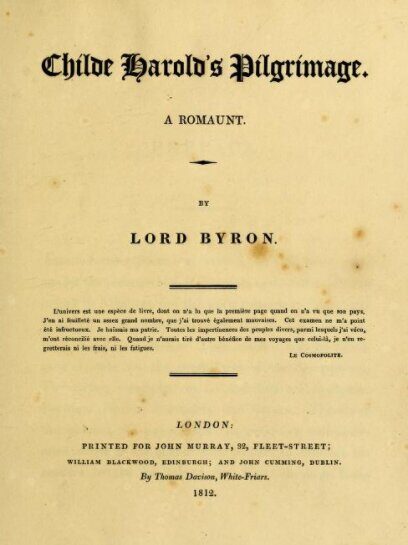 Childe Harold's Pilgrimage.
A ROMAUNT.
BY
LORD BYRON.
L'univers est une espèce de livre, dont on n'a lu que la première page quand on n'a vu que son pays.
J'en ai feuilleté un assez grand nombre, que j'ai trouvé également mauvaises. Cet examen ne m'a point
été infructueux. Je haïssais ma patrie. Toutes les impertinences des peuples divers, parmi lesquels j'ai vécu,
m'ont réconcilié avec elle. Quand je n'aurais tiré d'autre bénéfice de mes voyages que celui-là, je n'en re-
gretterais ni les frais, ni les fatigues.
LE COSMOPOLITE.
LONDON:
PRINTED FOR JOHN MURRAY, 32, FLEET-STREET;
WILLIAM BLACKWOOD, EDINBURGH; AND JOHN CUMMING, DUBLIN.
By Thomas Davison, White-Friars.
1812.